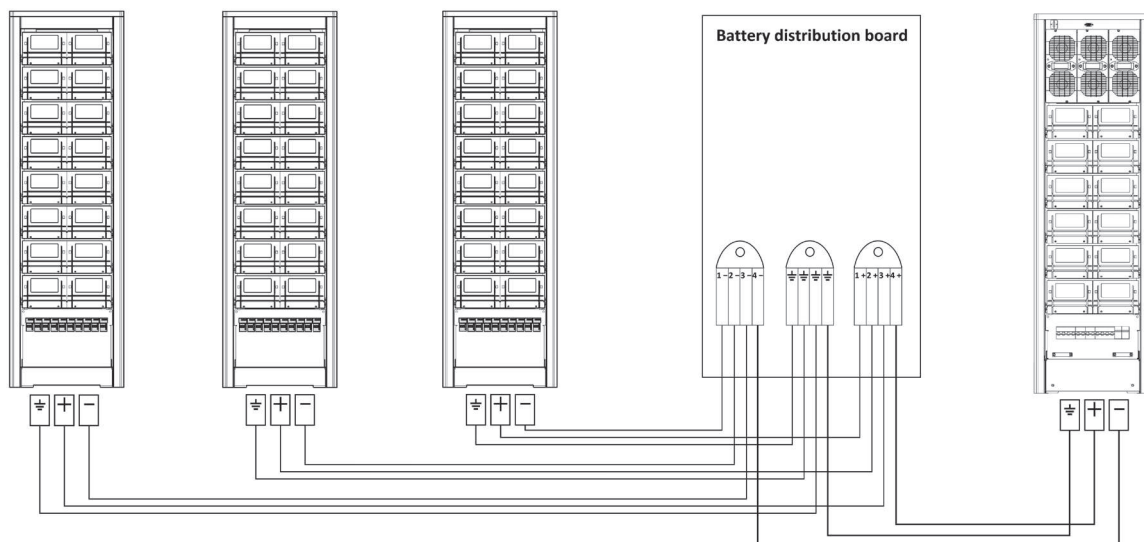 Battery distribution board
1 – 2 – 3 – 4 –
1 + 2 + 3 + 4 +
+ –
+ –
+ –
+ –